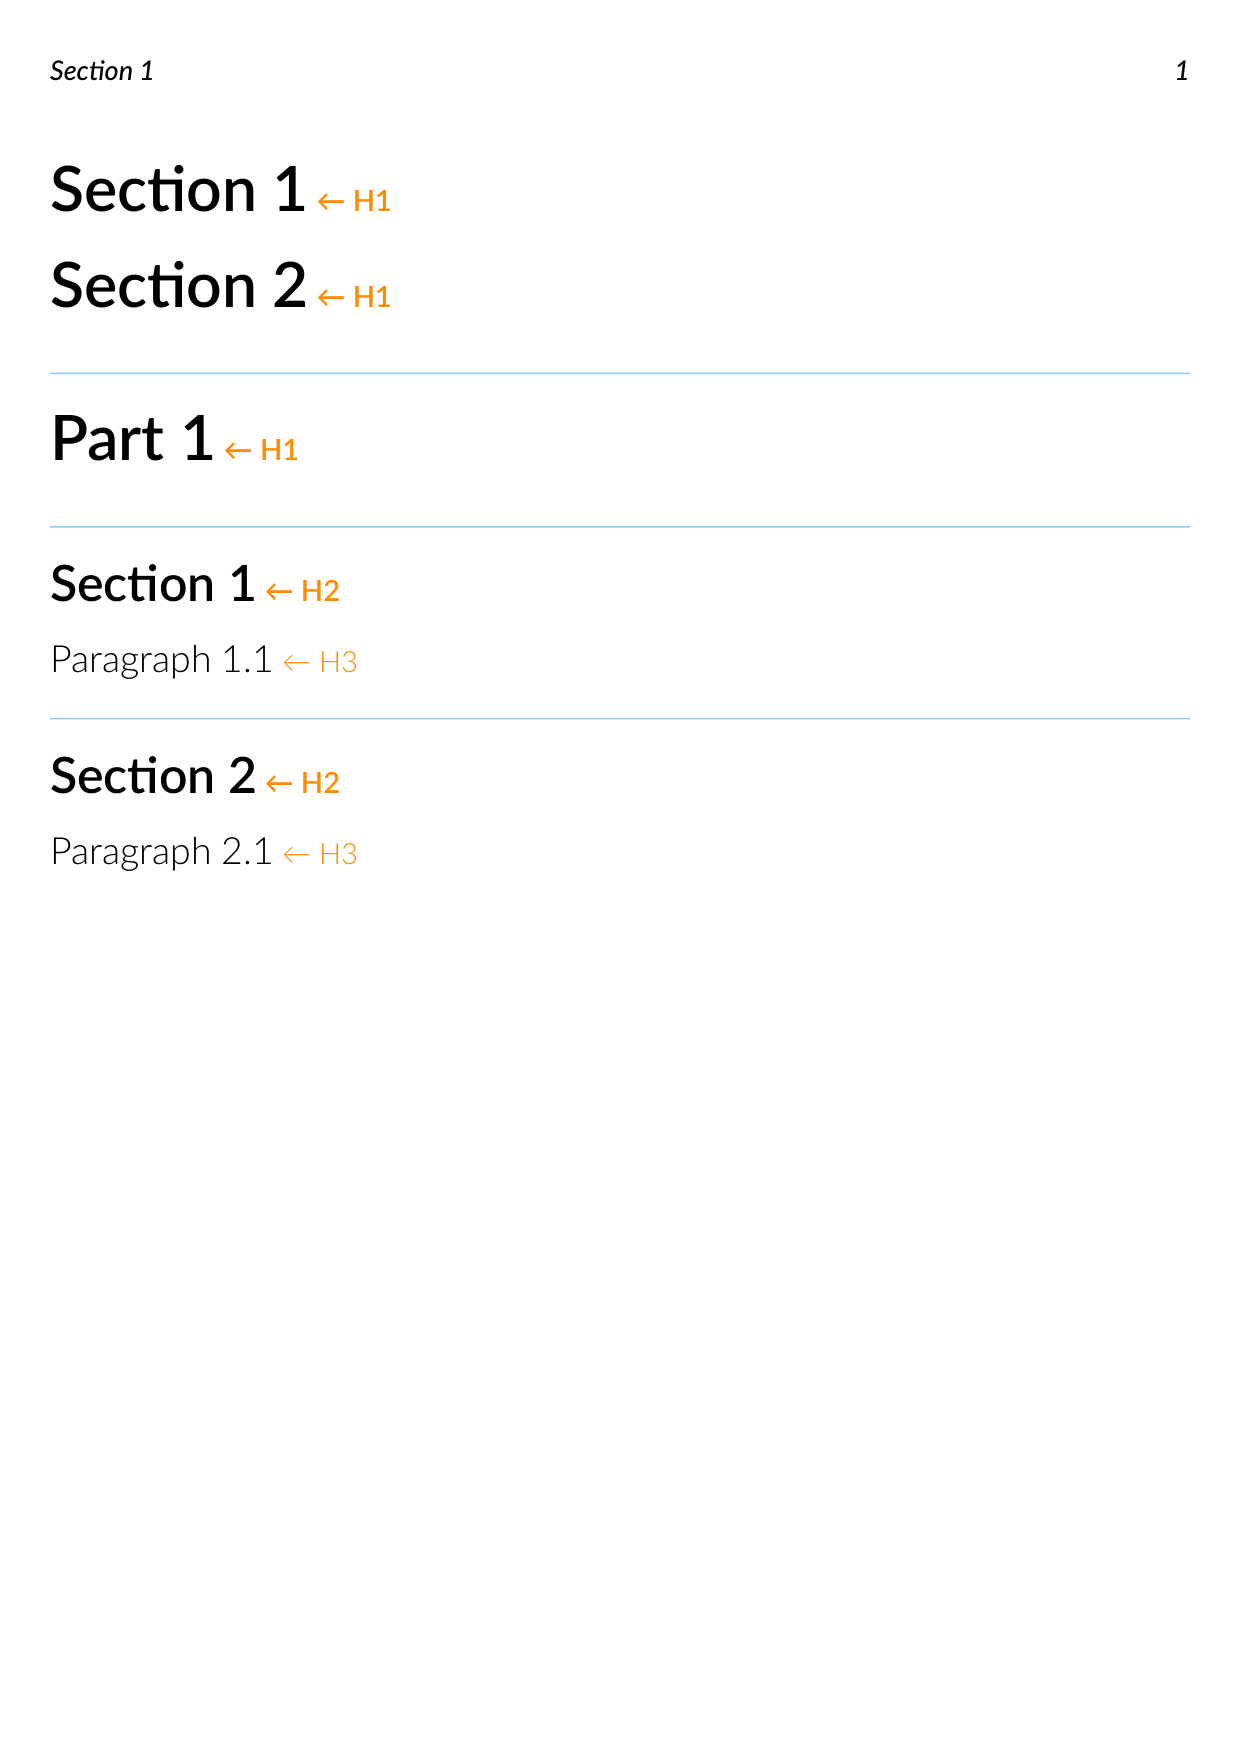 Section 1 1
Section 1 ← H1
Section 2 ← H1
Part 1 ← H1
Section 1 ← H2
Paragraph 1.1 ← H3
Section 2 ← H2
Paragraph 2.1 ← H3